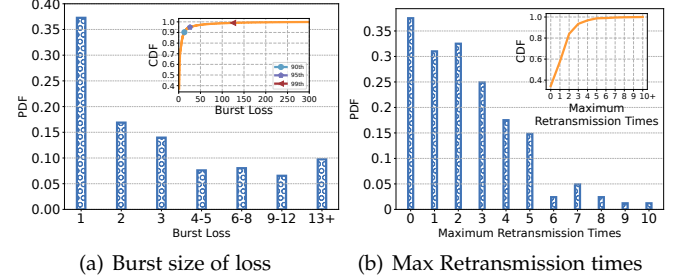 0.40
0.35
0.30
0.25
0.20
0.15
0.10
0.05
0.00
PDF
1 2 3 4-5 6-8 9-12 13+
Burst Loss
1.0
0.9
0.8
0.7
0.6
0.5
0.4
CDF
0 50 100 150 200 250 300
Burst Loss
90th
95th
99th
(a) Burst size of loss
0.40
0.35
0.30
0.25
0.20
0.15
0.10
0.05
0
PDF
0 1 2 3 4 5 6 7 8 9 10
Maximum Retransmission Times
1.0
0.8
0.6
0.4
CDF
0 1 2 3 4 5 6 7 8 9 10+
Maximum
Retransmission Times
(b) Max Retransmission times